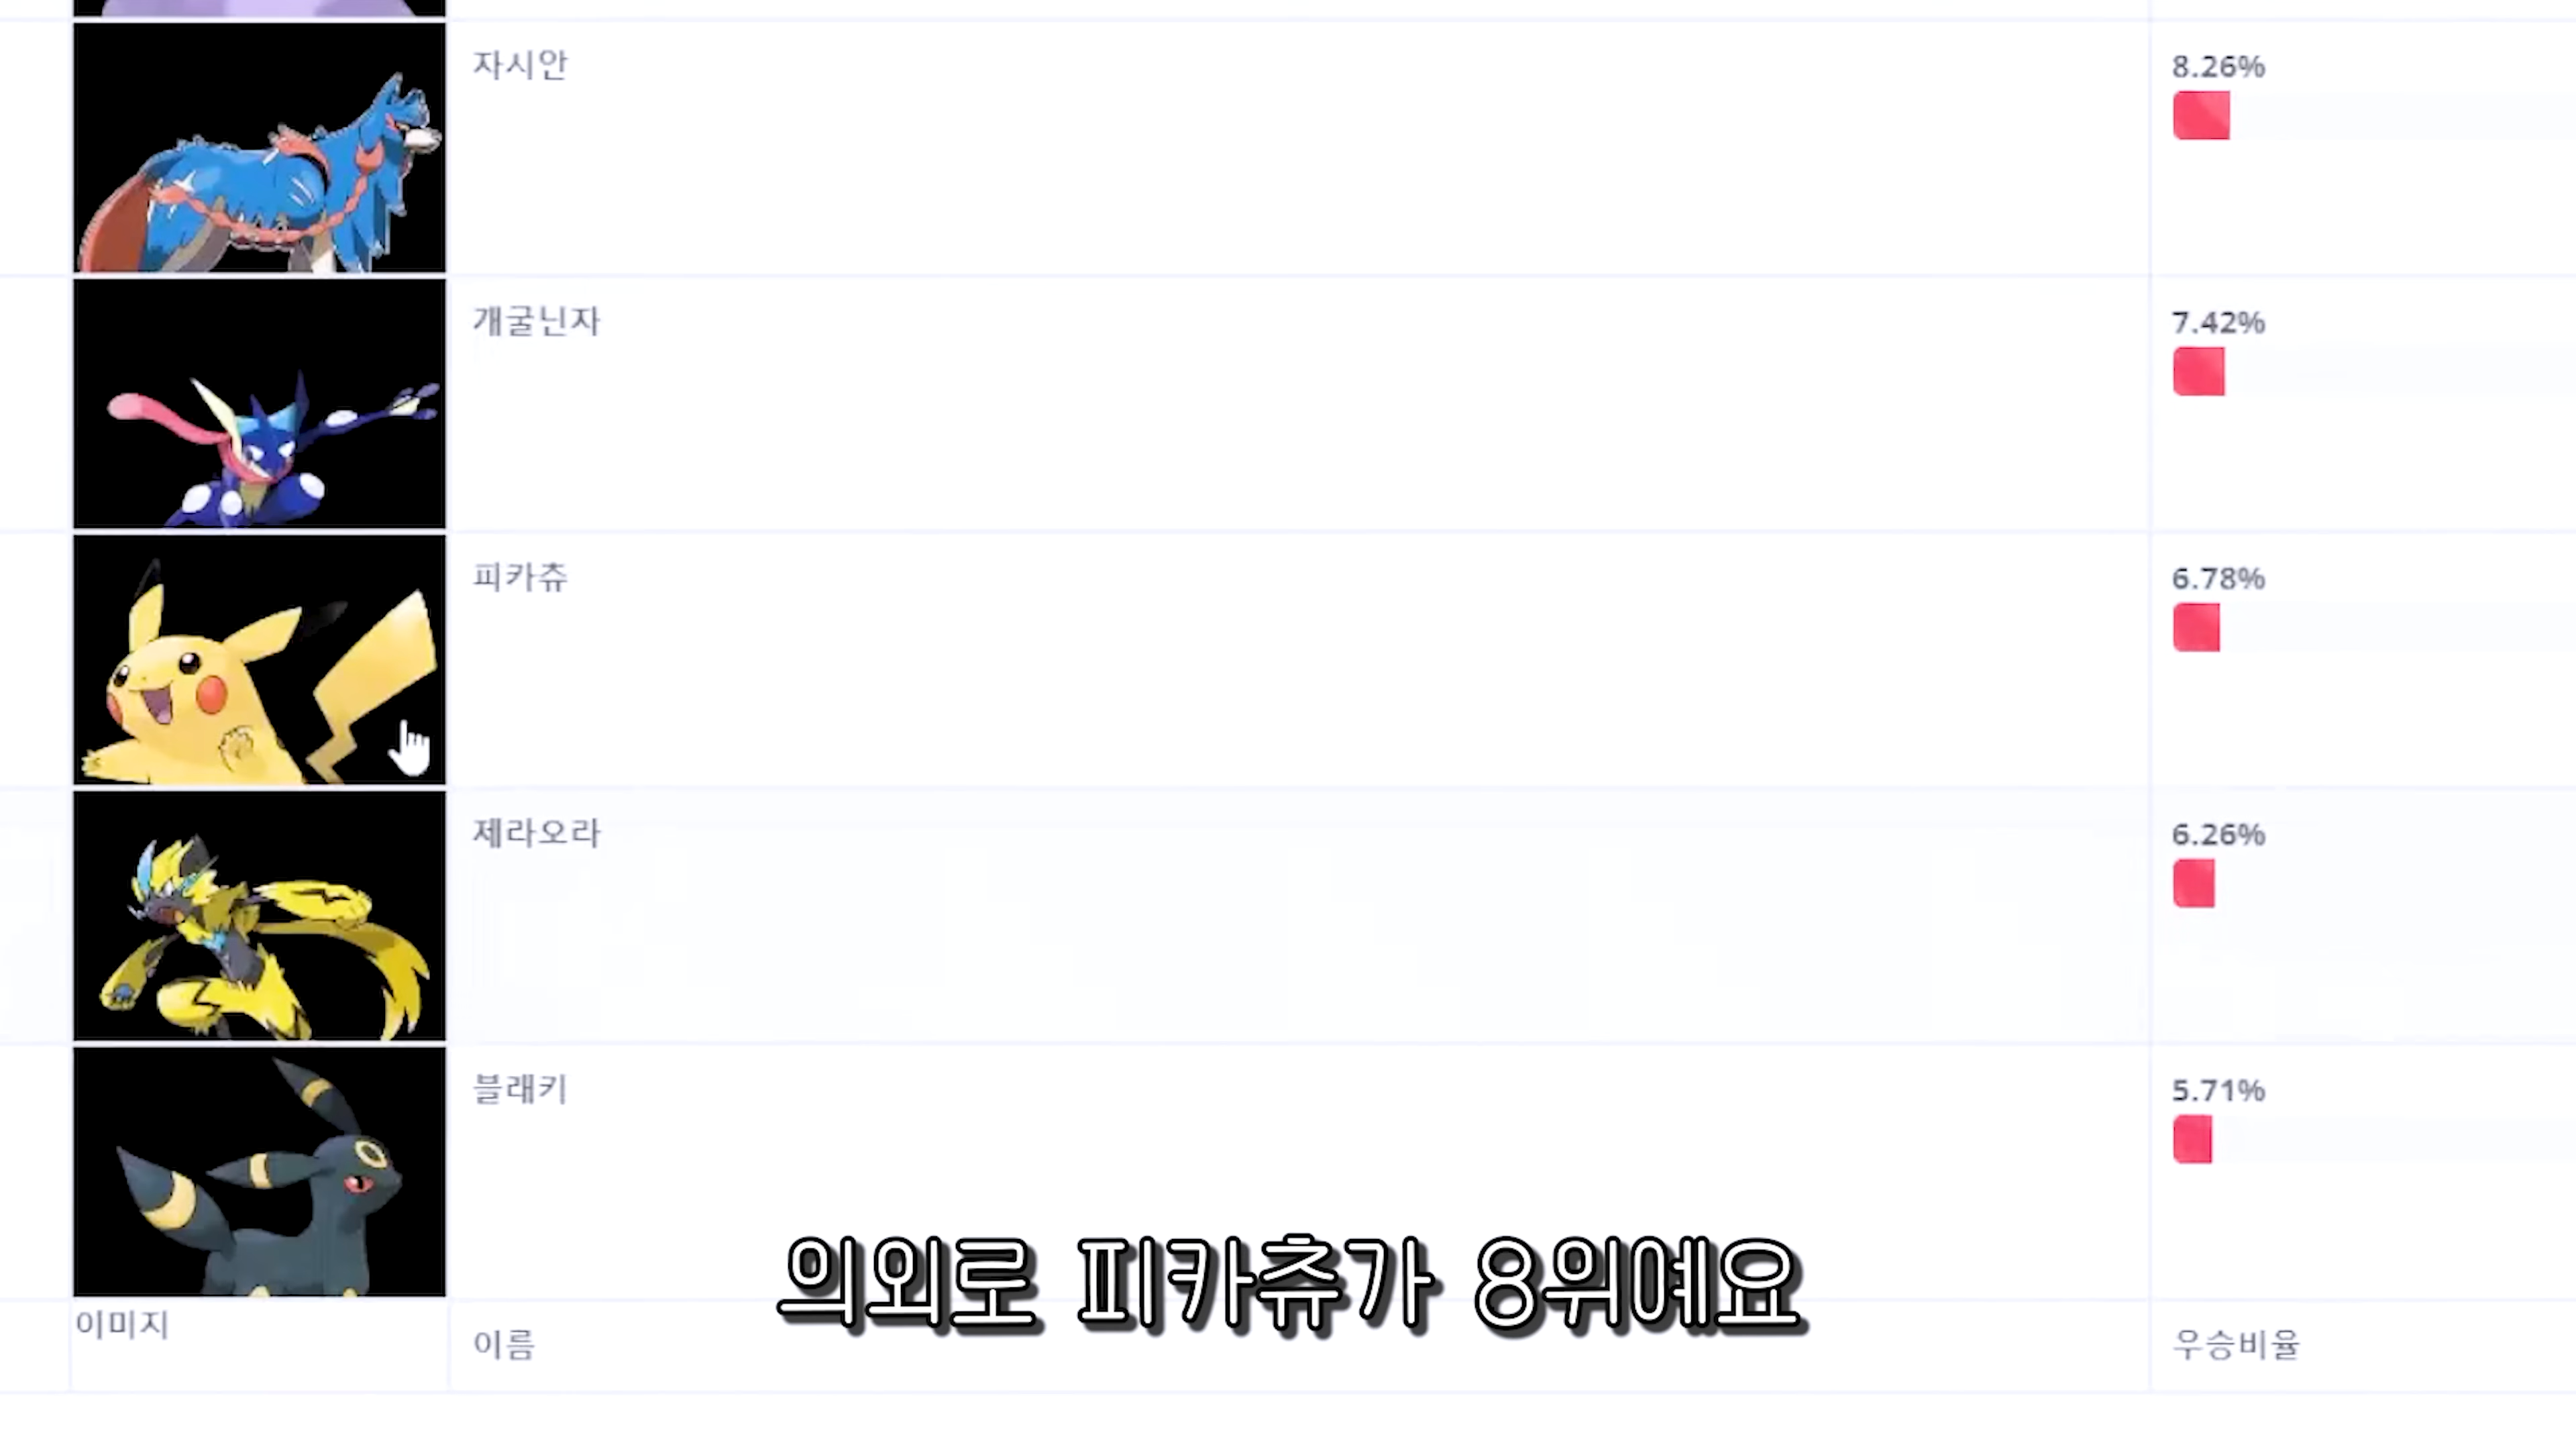 자시안
8.26%
개굴닌자
7.42%
피카츄
6.78%
제라오라
6.26%
블래키
5.71%
의외로 피카츄가 8위예요
이미지
이름
우승비율